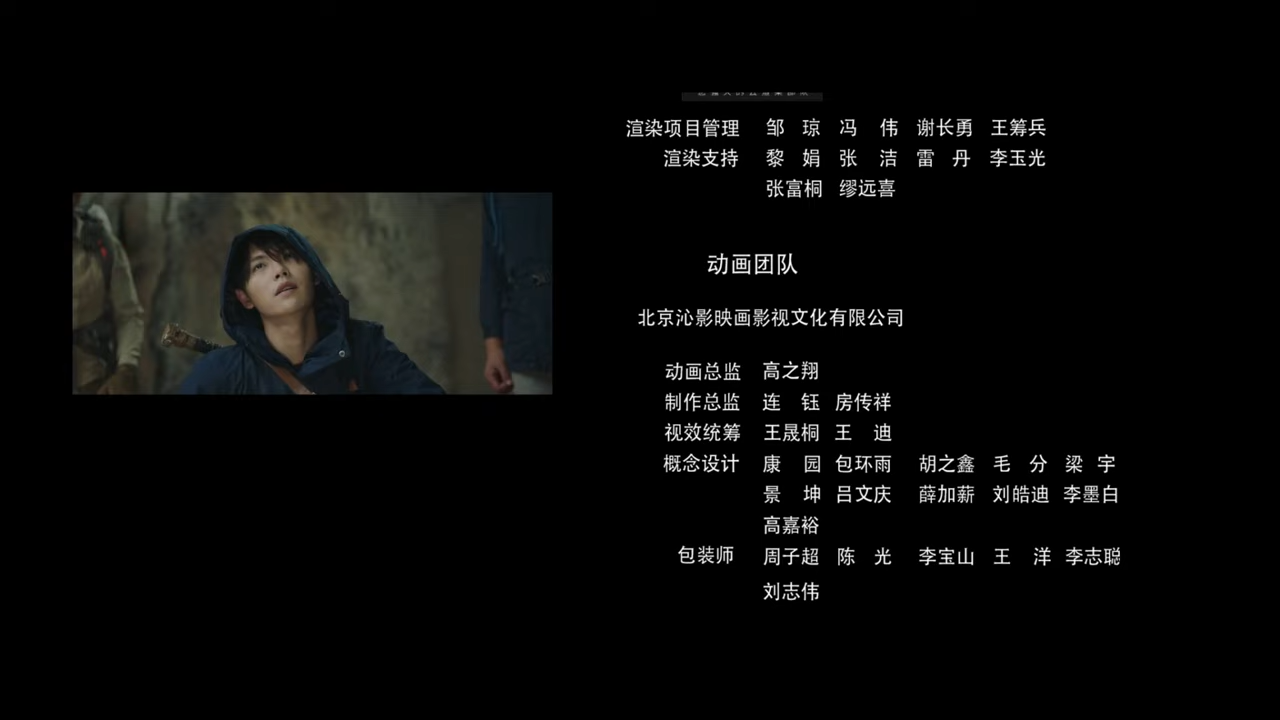 渲染项目管理 邹 琼 冯 伟 谢长勇 王筹兵
渲染支持 黎 娟 张 洁 雷 丹 李玉光
张富桐 缪远喜
动画团队
北京沁影映画影视文化有限公司
动画总监 高之翔
制作总监 连 钰 房传祥
视效统筹 王晟桐 王 迪
概念设计 康 园 包环雨 胡之鑫 毛 分 梁 宇
景 坤 吕文庆 薛加薪 刘皓迪 李墨白
高嘉裕
包装师 周子超 陈 光 李宝山 王 洋 李志聪
刘志伟